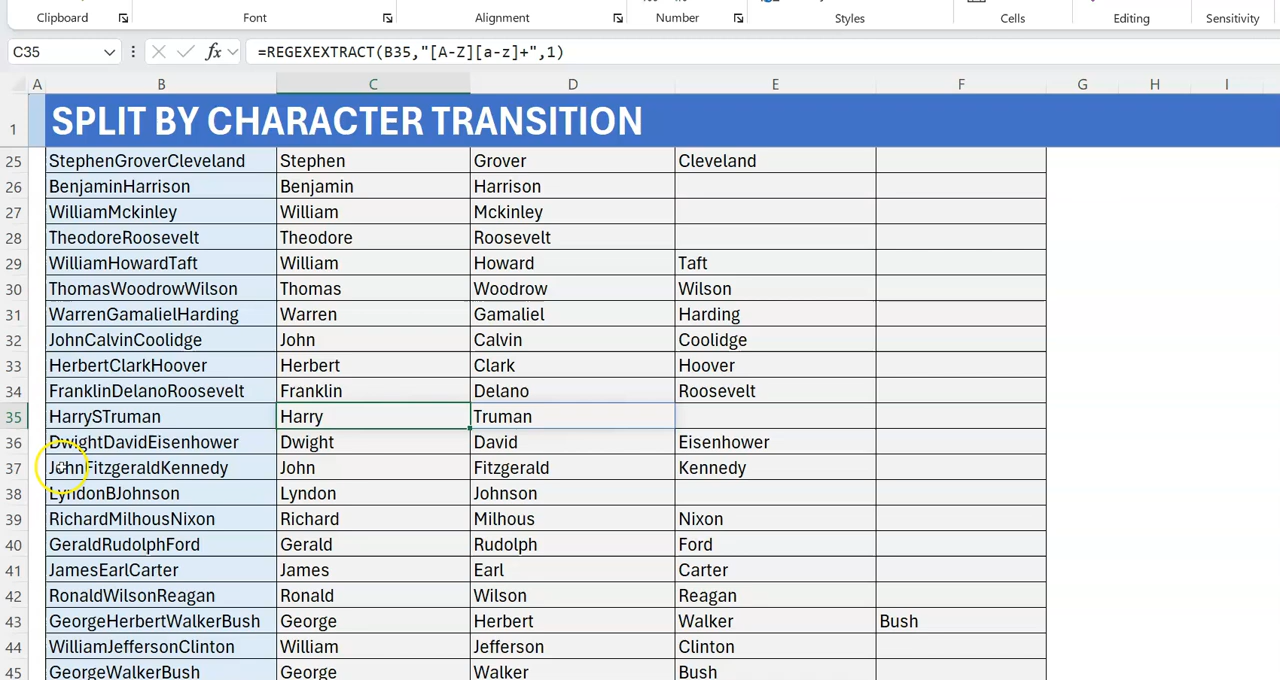 Clipboard Font Alignment Number Styles Cells Editing Sensitivity
C35 fx =REGEXEXTRACT(B35,"[A-Z][a-z]+",1)
A B C D E F G H I
1 SPLIT BY CHARACTER TRANSITION
25 StephenGroverCleveland Stephen Grover Cleveland
26 BenjaminHarrison Benjamin Harrison
27 WilliamMckinley William Mckinley
28 TheodoreRoosevelt Theodore Roosevelt
29 WilliamHowardTaft William Howard Taft
30 ThomasWoodrowWilson Thomas Woodrow Wilson
31 WarrenGamalielHarding Warren Gamaliel Harding
32 JohnCalvinCoolidge John Calvin Coolidge
33 HerbertClarkHoover Herbert Clark Hoover
34 FranklinDelanoRoosevelt Franklin Delano Roosevelt
35 HarrySTruman Harry Truman
36 DwightDavidEisenhower Dwight David Eisenhower
37 JohnFitzgeraldKennedy John Fitzgerald Kennedy
38 LyndonBJohnson Lyndon Johnson
39 RichardMilhousNixon Richard Milhous Nixon
40 GeraldRudolphFord Gerald Rudolph Ford
41 JamesEarlCarter James Earl Carter
42 RonaldWilsonReagan Ronald Wilson Reagan
43 GeorgeHerbertWalkerBush George Herbert Walker Bush
44 WilliamJeffersonClinton William Jefferson Clinton
45 GeorgeWalkerBush George Walker Bush